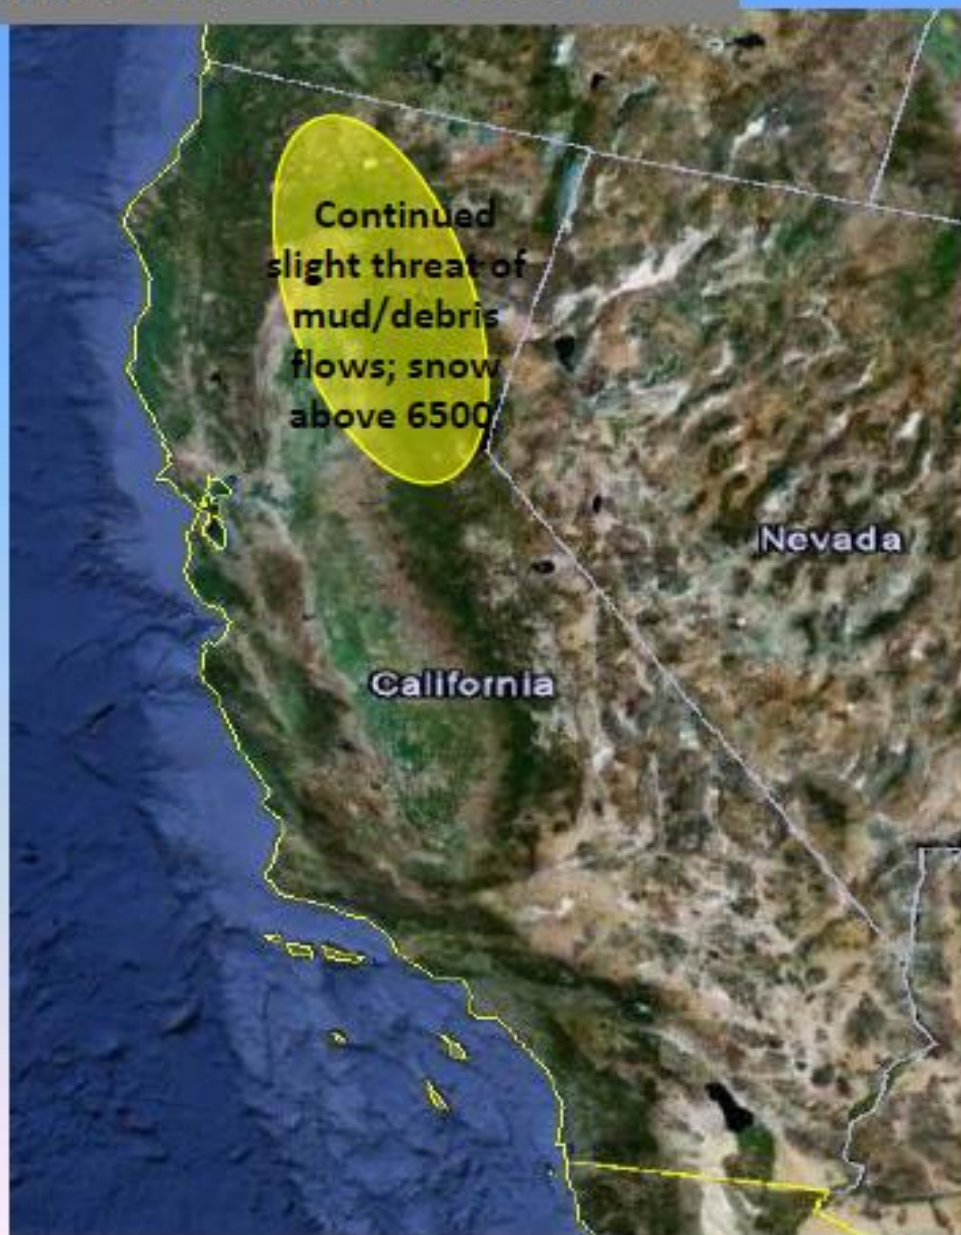 Continued
slight threat of
mud/debris
flows; snow
above 6500'
Nevada
California